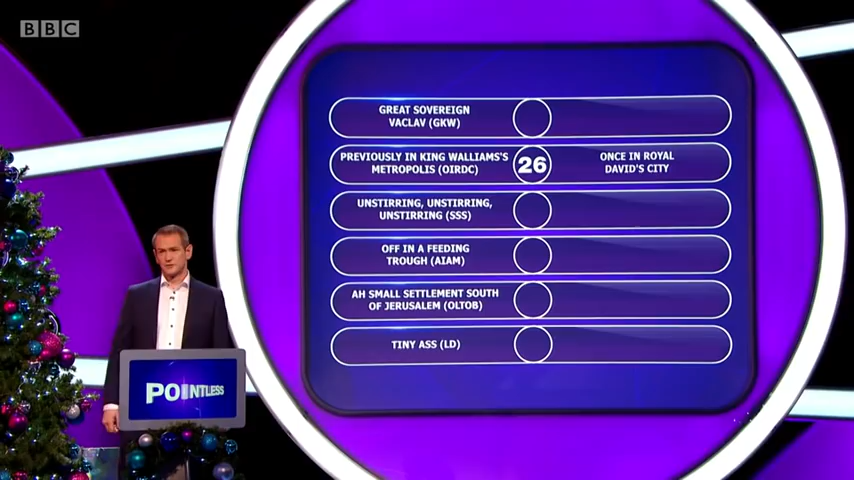 BBC
GREAT SOVEREIGN
VACLAV (GKW)
PREVIOUSLY IN KING WALLIAMS'S
METROPOLIS (OIRDC)
26
ONCE IN ROYAL
DAVID'S CITY
UNSTIRRING, UNSTIRRING,
UNSTIRRING (SSS)
OFF IN A FEEDING
TROUGH (AIAM)
AH SMALL SETTLEMENT SOUTH
OF JERUSALEM (OLTOB)
TINY ASS (LD)
POINTLESS